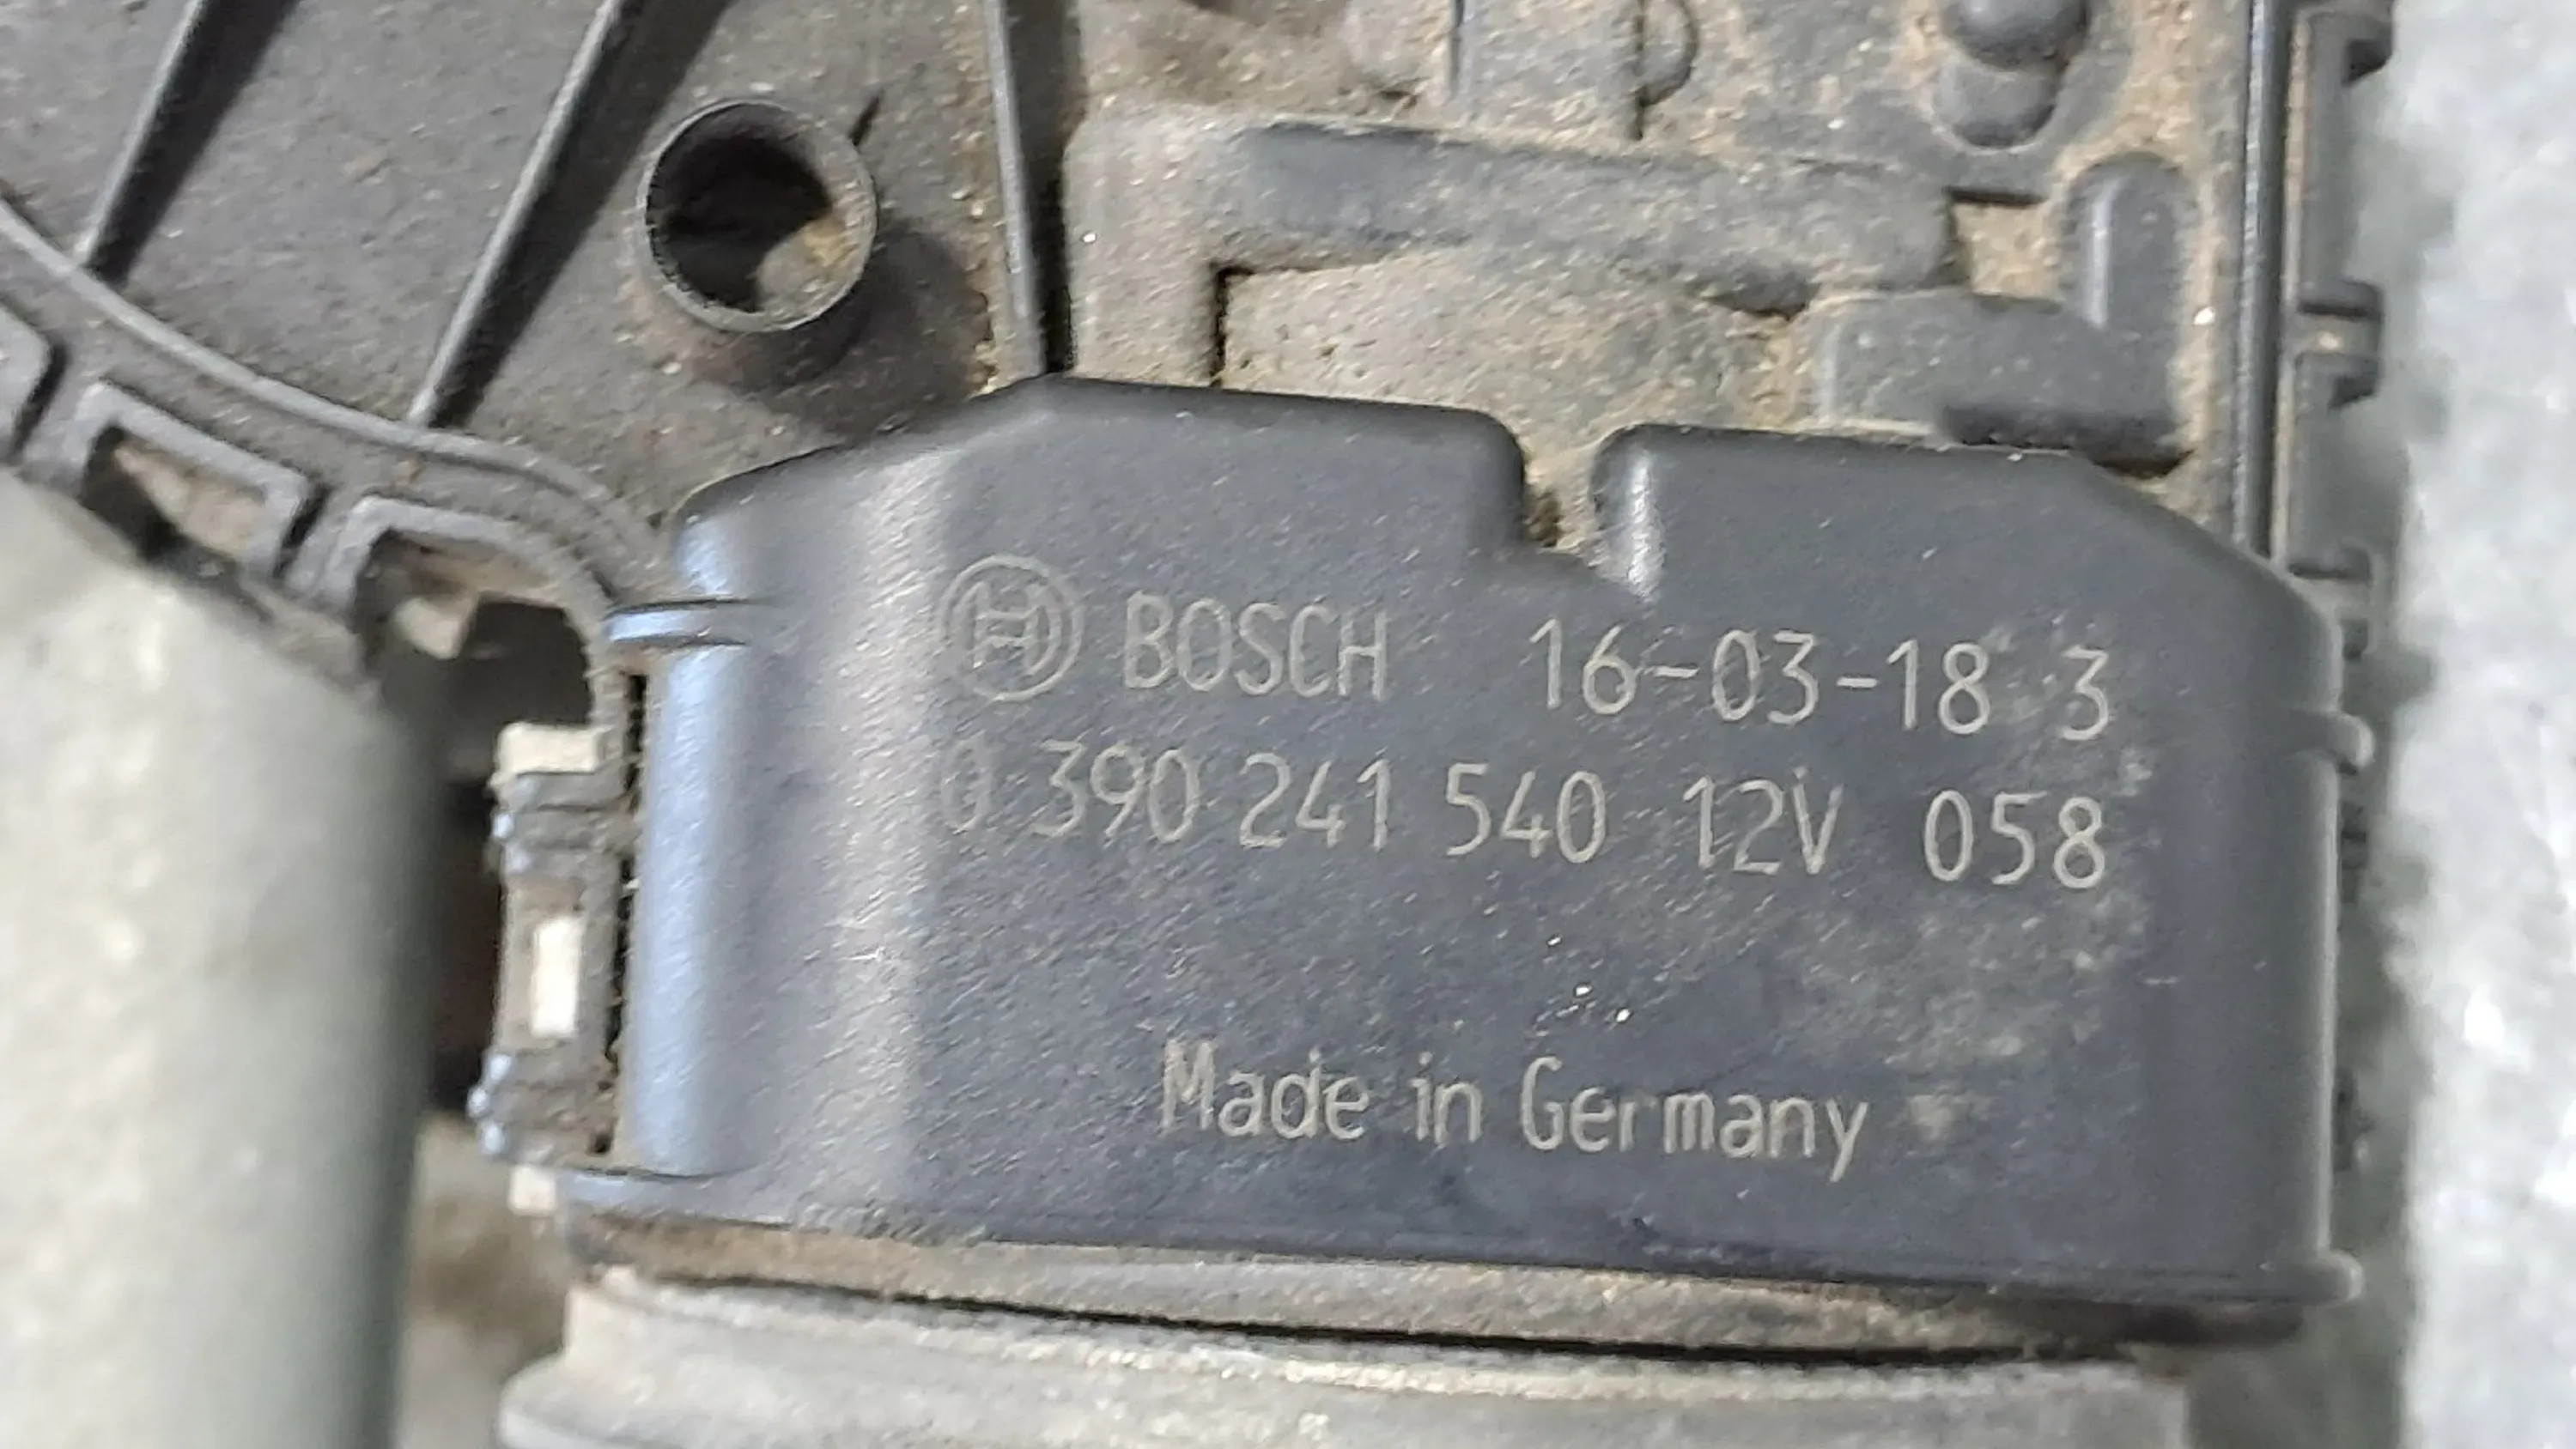 BOSCH 16-03-18 3
0 390 241 540 12V 058
Made in Germany